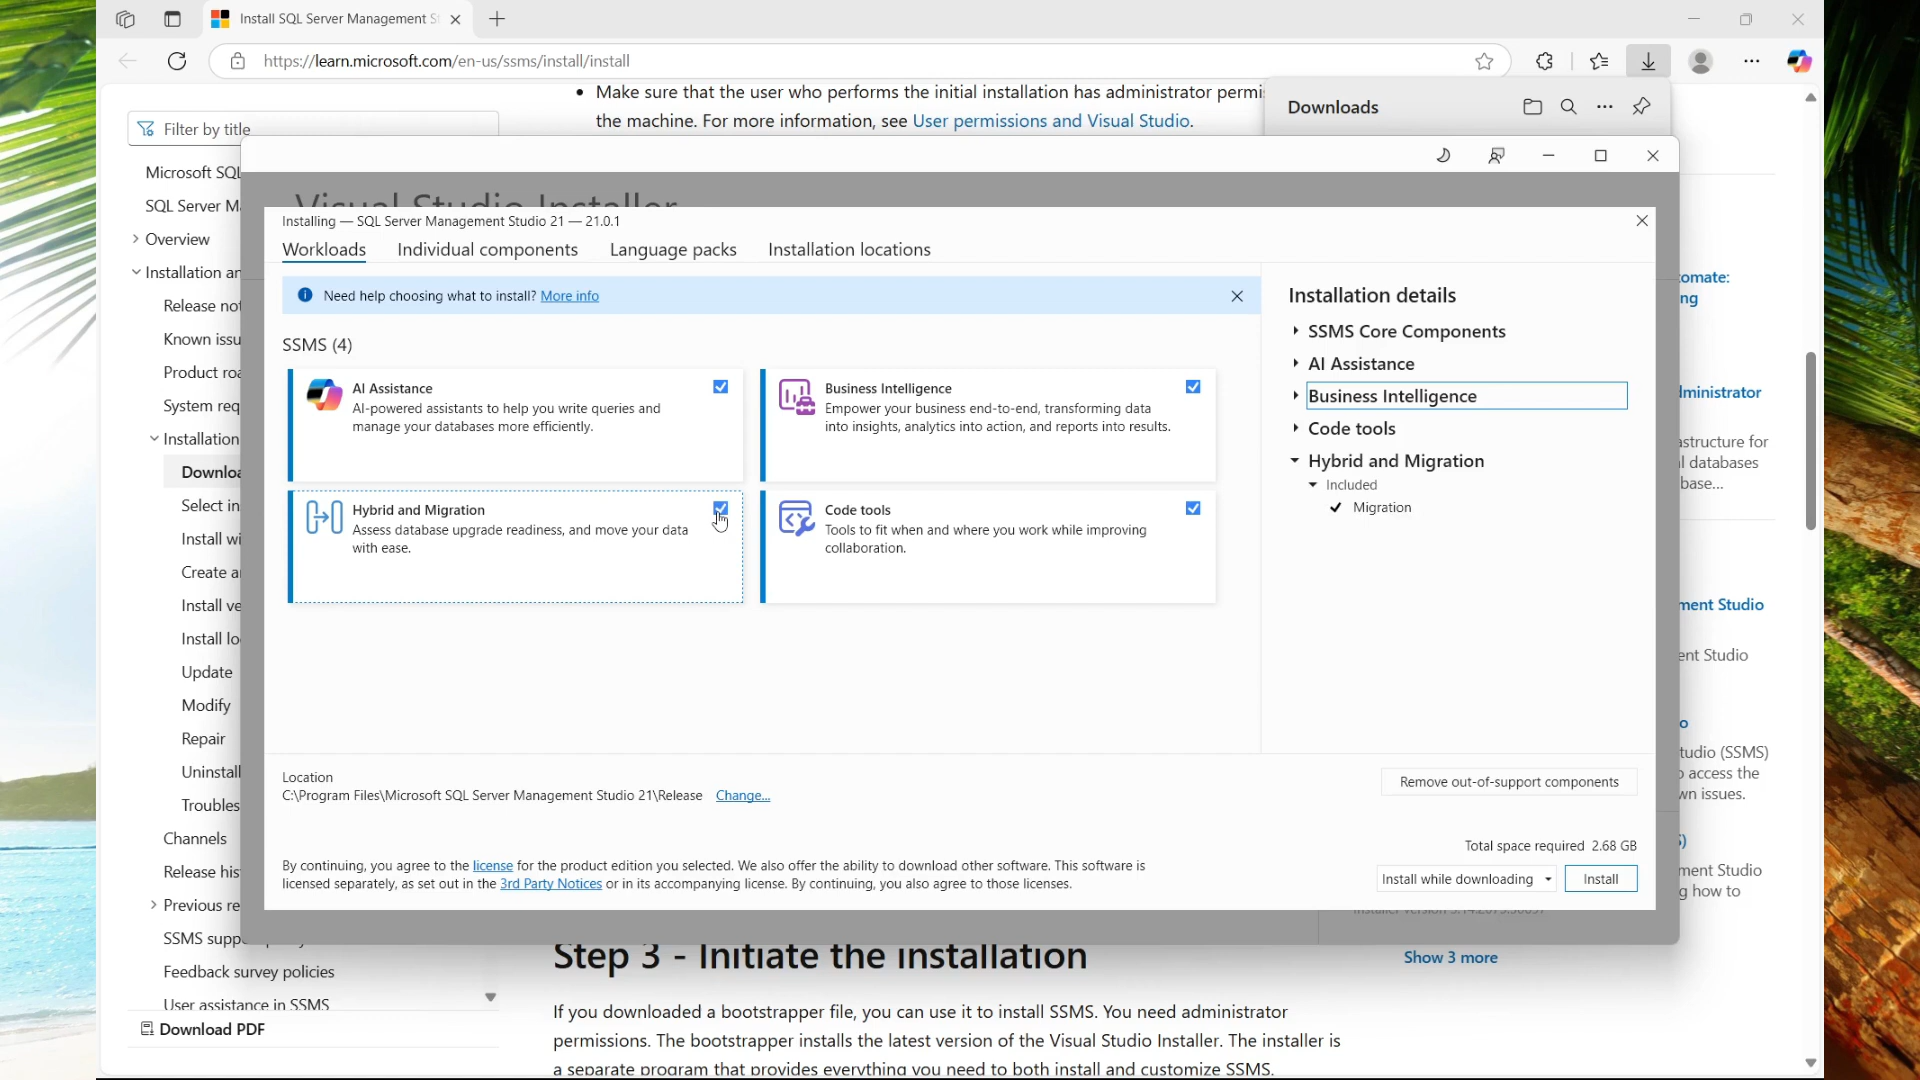 Install SQL Server Management S
https://learn.microsoft.com/en-us/ssms/install/install
Make sure that the user who performs the initial installation has administrator permi
the machine. For more information, see User permissions and Visual Studio.
Downloads
Filter by title
Microsoft SQL
SQL Server M
Overview
Installation an
Release not
Known issu
Product roa
System req
Installation
Downloa
Select in
Install wi
Create a
Install ve
Install lo
Update
Modify
Repair
Uninstall
Troubles
Channels
Release his
Previous re
SSMS supp
Feedback survey policies
User assistance in SSMS
Download PDF
Visual Studio Installer
Installing — SQL Server Management Studio 21 — 21.0.1
Workloads Individual components Language packs Installation locations
Need help choosing what to install? More info
SSMS (4)
AI Assistance
AI-powered assistants to help you write queries and
manage your databases more efficiently.
Business Intelligence
Empower your business end-to-end, transforming data
into insights, analytics into action, and reports into results.
Hybrid and Migration
Assess database upgrade readiness, and move your data
with ease.
Code tools
Tools to fit when and where you work while improving
collaboration.
Installation details
SSMS Core Components
AI Assistance
Business Intelligence
Code tools
Hybrid and Migration
Included
Migration
Location
C:\Program Files\Microsoft SQL Server Management Studio 21\Release Change...
Remove out-of-support components
Total space required 2.68 GB
By continuing, you agree to the license for the product edition you selected. We also offer the ability to download other software. This software is
licensed separately, as set out in the 3rd Party Notices or in its accompanying license. By continuing, you also agree to those licenses.
Install while downloading
Install
omate:
ng
dministrator
astructure for
l databases
base...
ment Studio
ent Studio
o
tudio (SSMS)
o access the
wn issues.
ment Studio
g how to
Show 3 more
Step 3 - Initiate the installation
If you downloaded a bootstrapper file, you can use it to install SSMS. You need administrator
permissions. The bootstrapper installs the latest version of the Visual Studio Installer. The installer is
a separate program that provides everything you need to both install and customize SSMS.